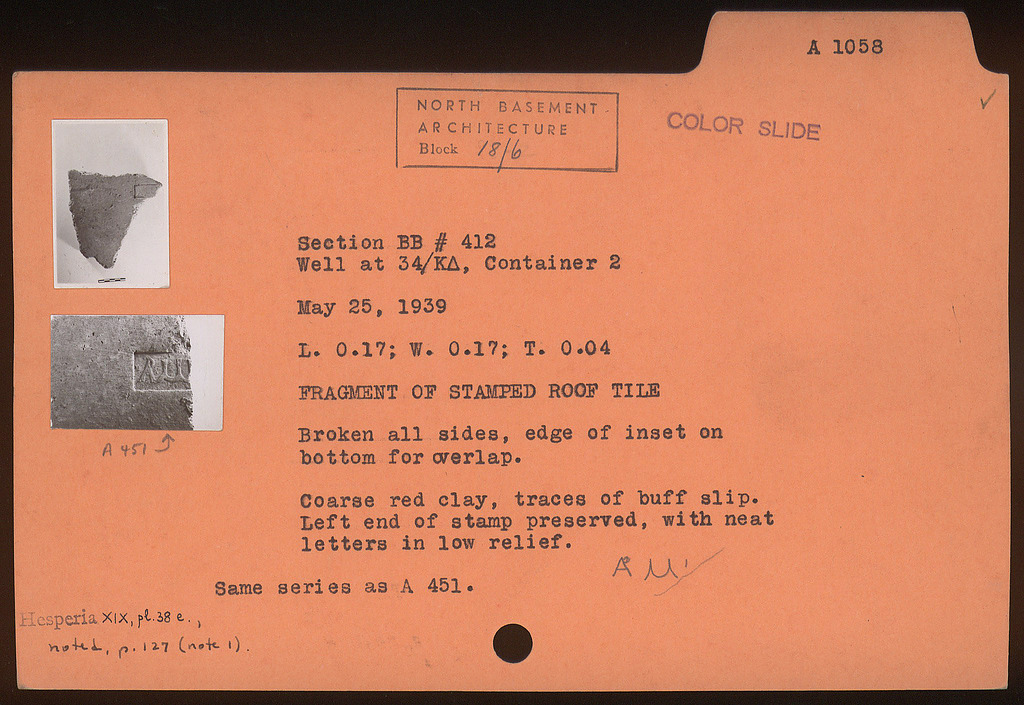 A 1058
NORTH BASEMENT
ARCHITECTURE
Block 18/6
COLOR SLIDE
Section BB # 412
Well at 34/ΚΔ, Container 2
May 25, 1939
L. 0.17; W. 0.17; T. 0.04
FRAGMENT OF STAMPED ROOF TILE
Broken all sides, edge of inset on
bottom for overlap.
Coarse red clay, traces of buff slip.
Left end of stamp preserved, with neat
letters in low relief.
Same series as A 451.
A 451
Hesperia XIX, pl. 38 e.,
noted, p. 127 (note 1).